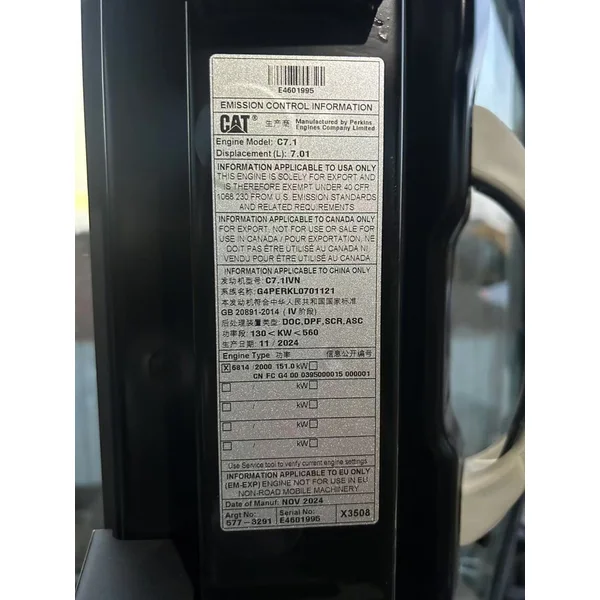 E4601995
EMISSION CONTROL INFORMATION
CAT® 生产商 Manufactured by Perkins
Engines Company Limited
Engine Model: C7.1
Displacement (L): 7.01
INFORMATION APPLICABLE TO USA ONLY
THIS ENGINE IS SOLELY FOR EXPORT AND
IS THEREFORE EXEMPT UNDER 40 CFR
1068.230 FROM U.S. EMISSION STANDARDS
AND RELATED REQUIREMENTS
INFORMATION APPLICABLE TO CANADA ONLY
FOR EXPORT. NOT FOR USE OR SALE FOR
USE IN CANADA / POUR EXPORTATION. NE
DOIT PAS ÊTRE UTILISÉ AU CANADA NI
VENDU POUR ÊTRE UTILISÉ AU CANADA
INFORMATION APPLICABLE TO CHINA ONLY
发动机型号: C7.1IVN
系族名称: G4PERKL0701121
本发动机符合中华人民共和国国家标准
GB 20891-2014 ( IV 阶段)
后处理装置类型: DOC,DPF,SCR,ASC
功率段: 130 < KW < 560
生产日期: 11 / 2024
Engine Type 功率 信息公开编号
X 6814 / 2000 151.0 kW
CN FC G4 00 0395000015 000001
/ kW
/ kW
/ kW
/ kW
Use Service tool to verify current engine settings
INFORMATION APPLICABLE TO EU ONLY
(EM-EXP) ENGINE NOT FOR USE IN EU
NON-ROAD MOBILE MACHINERY
Date of Manuf: NOV 2024
Argt No: Serial No: X3508
577-3291 E4601995